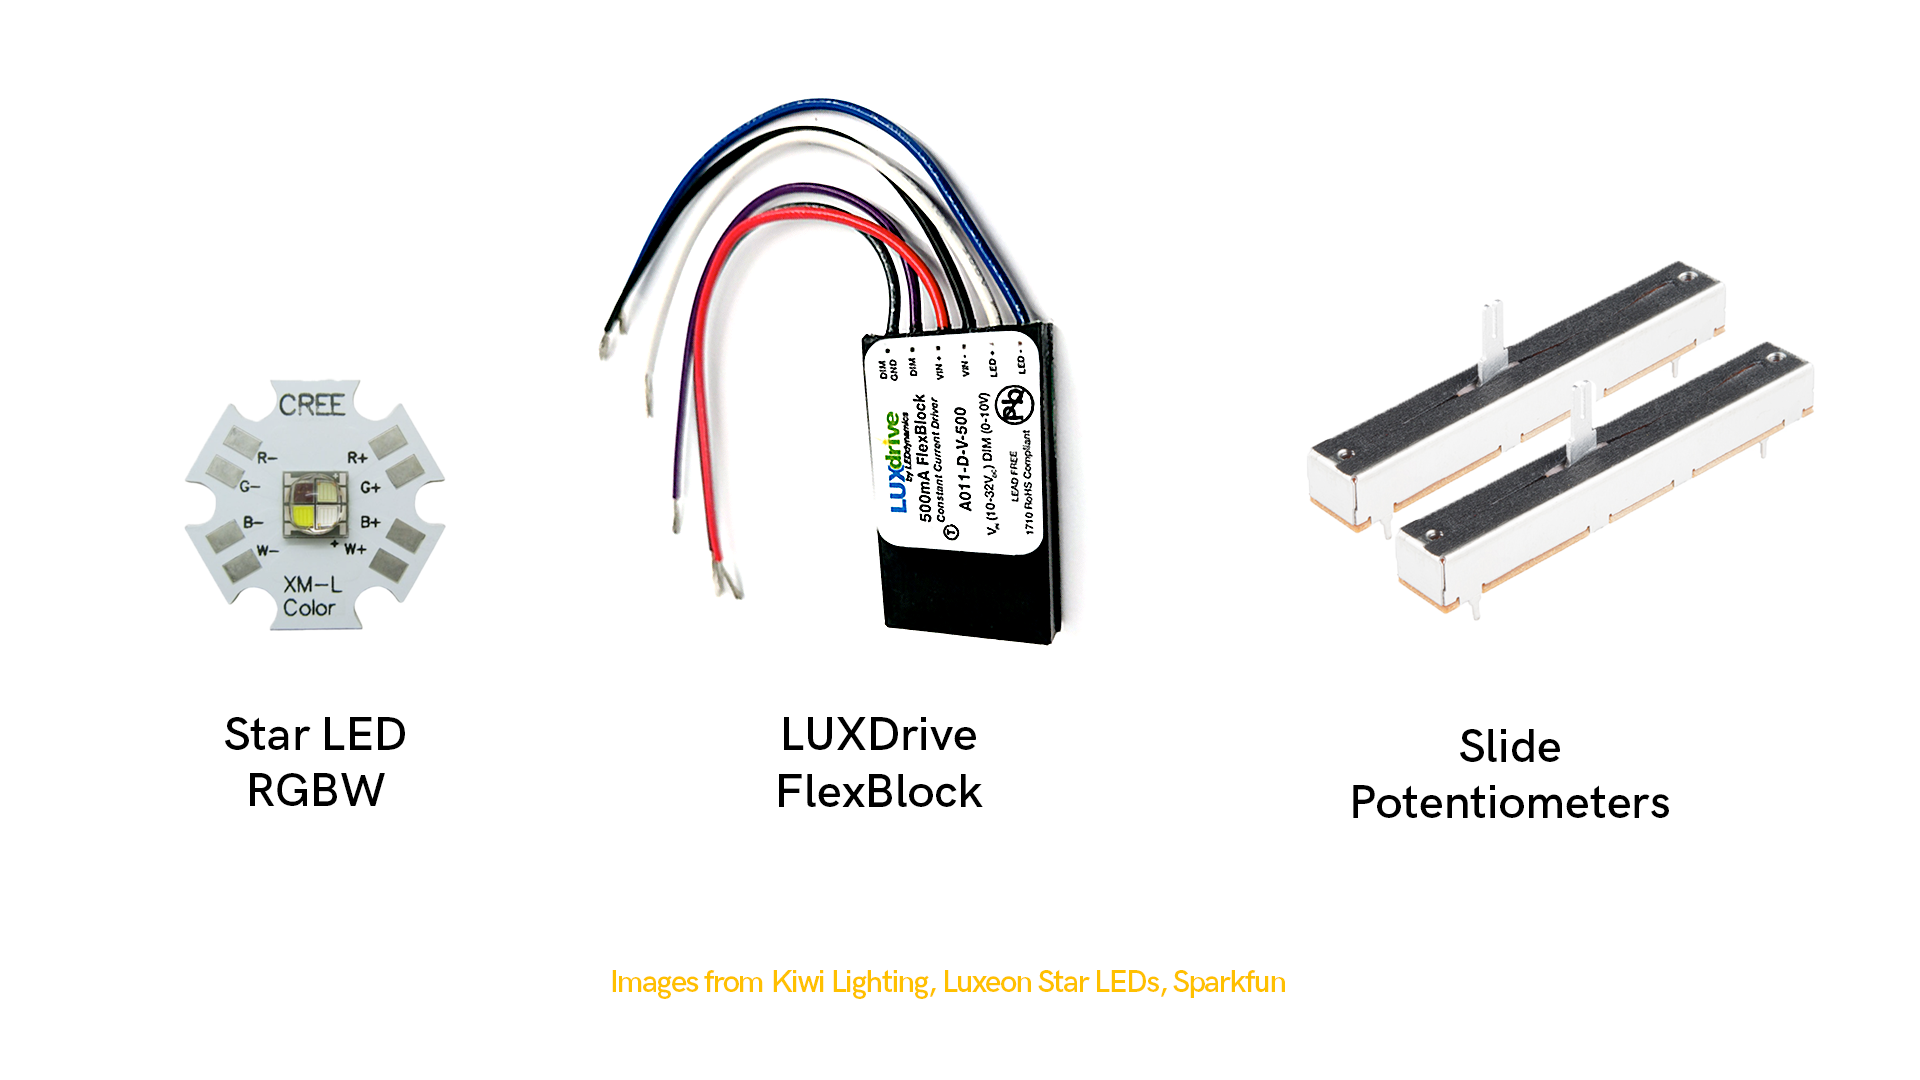 CREE
R- R+
G- G+
B- B+
W- + W+
XM-L
Color
DIM GND
DIM
VIN +
VIN -
LED +
LED -
LUXdrive
by LEDdynamics
500mA FlexBlock
Constant Current Driver
A011-D-V-500
Vin (10-32VDC) DIM (0-10V)
LEAD FREE
1710 RoHS Compliant
Pb
T
Star LED
RGBW
LUXDrive
FlexBlock
Slide
Potentiometers
Images from Kiwi Lighting, Luxeon Star LEDs, Sparkfun